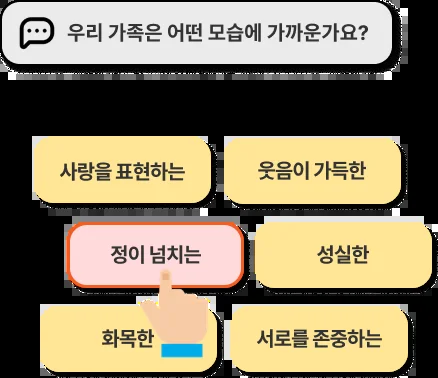 우리 가족은 어떤 모습에 가까운가요?
사랑을 표현하는
웃음이 가득한
정이 넘치는
성실한
화목한
서로를 존중하는